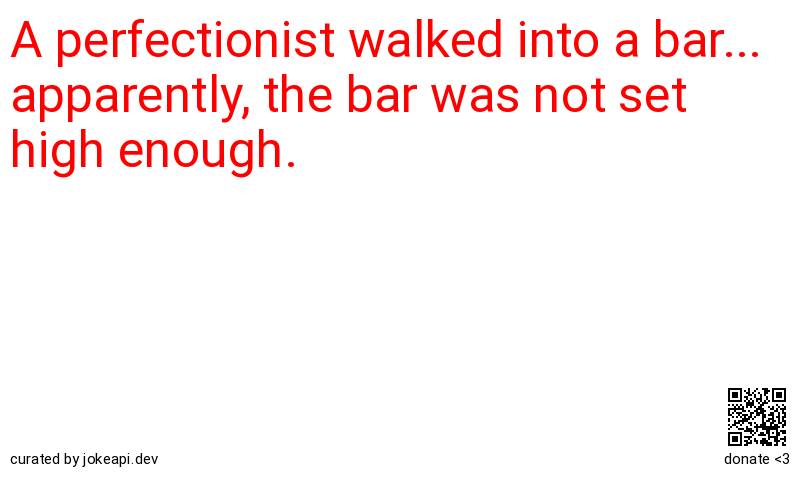 A perfectionist walked into a bar...
apparently, the bar was not set
high enough.
curated by jokeapi.dev
donate <3